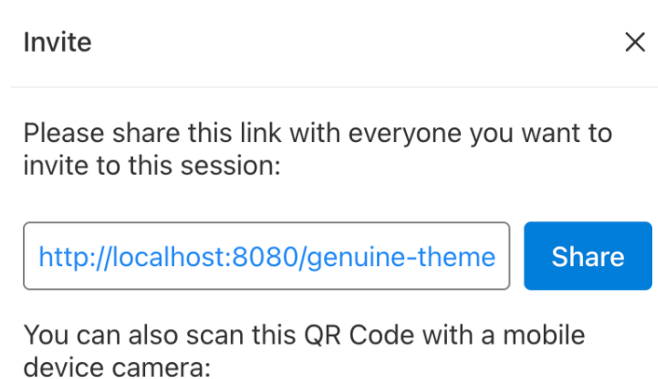 Invite
Please share this link with everyone you want to
invite to this session:
http://localhost:8080/genuine-theme
Share
You can also scan this QR Code with a mobile
device camera: